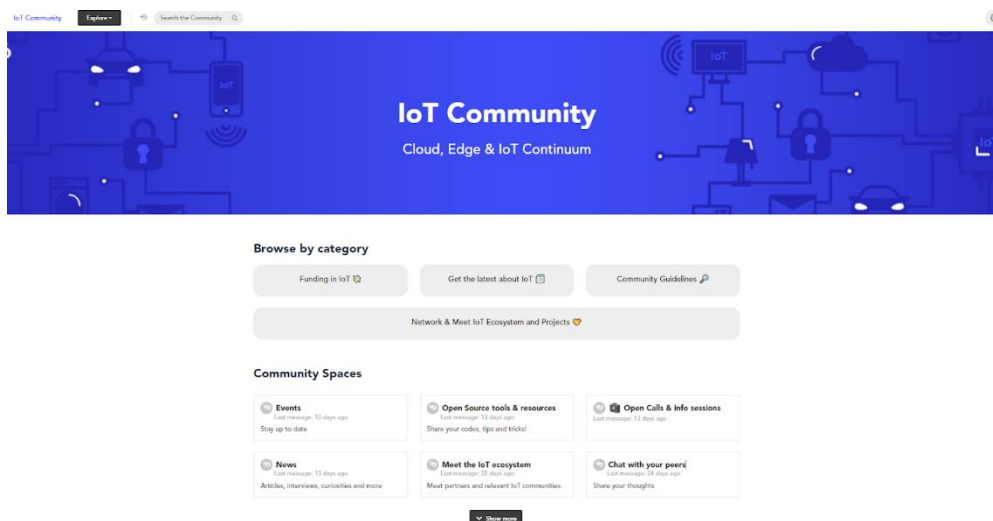 IoT Community
Explore
Search the Community
IoT
IoT
IoT Community
Cloud, Edge & IoT Continuum
Browse by category
Funding in IoT
Get the latest about IoT
Community Guidelines
Network & Meet IoT Ecosystem and Projects
Community Spaces
Events
Last message: 10 days ago
Stay up to date
Open Source tools & resources
Last message: 13 days ago
Share your codes, tips and tricks!
Open Calls & info sessions
Last message: 13 days ago
News
Last message: 13 days ago
Articles, interviews, curiosities and more
Meet the IoT ecosystem
Last message: 22 days ago
Meet partners and relevant IoT communities
Chat with your peers
Last message: 24 days ago
Share your thoughts
Show more